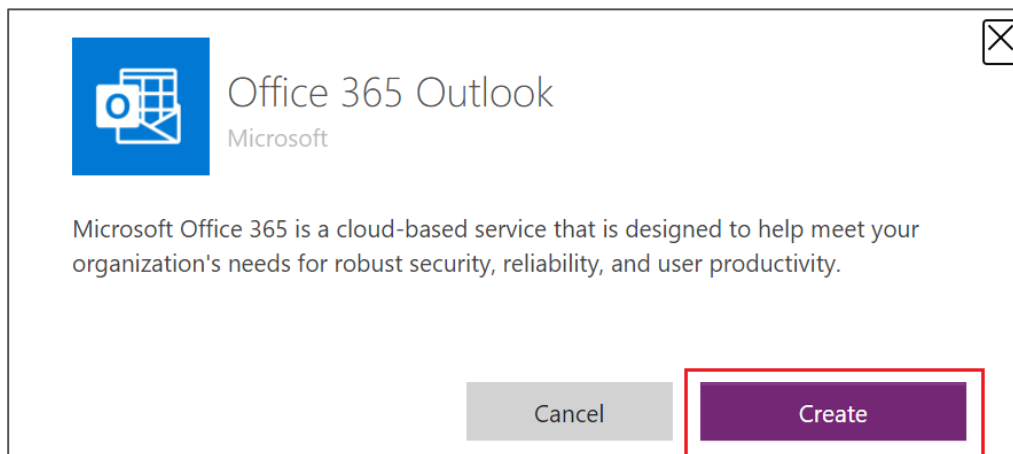 Office 365 Outlook
Microsoft
Microsoft Office 365 is a cloud-based service that is designed to help meet your
organization's needs for robust security, reliability, and user productivity.
Cancel
Create